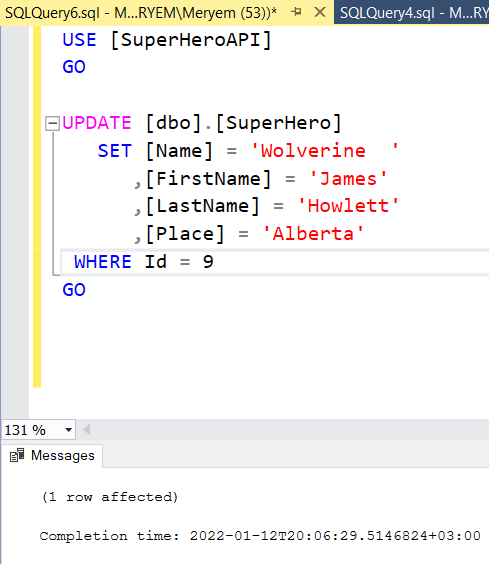 SQLQuery6.sql - M...RYEM\Meryem (53))* SQLQuery4.sql - M...RY
USE [SuperHeroAPI]
GO
UPDATE [dbo].[SuperHero]
SET [Name] = 'Wolverine  '
,[FirstName] = 'James'
,[LastName] = 'Howlett'
,[Place] = 'Alberta'
WHERE Id = 9
GO
131 %
Messages
(1 row affected)
Completion time: 2022-01-12T20:06:29.5146824+03:00